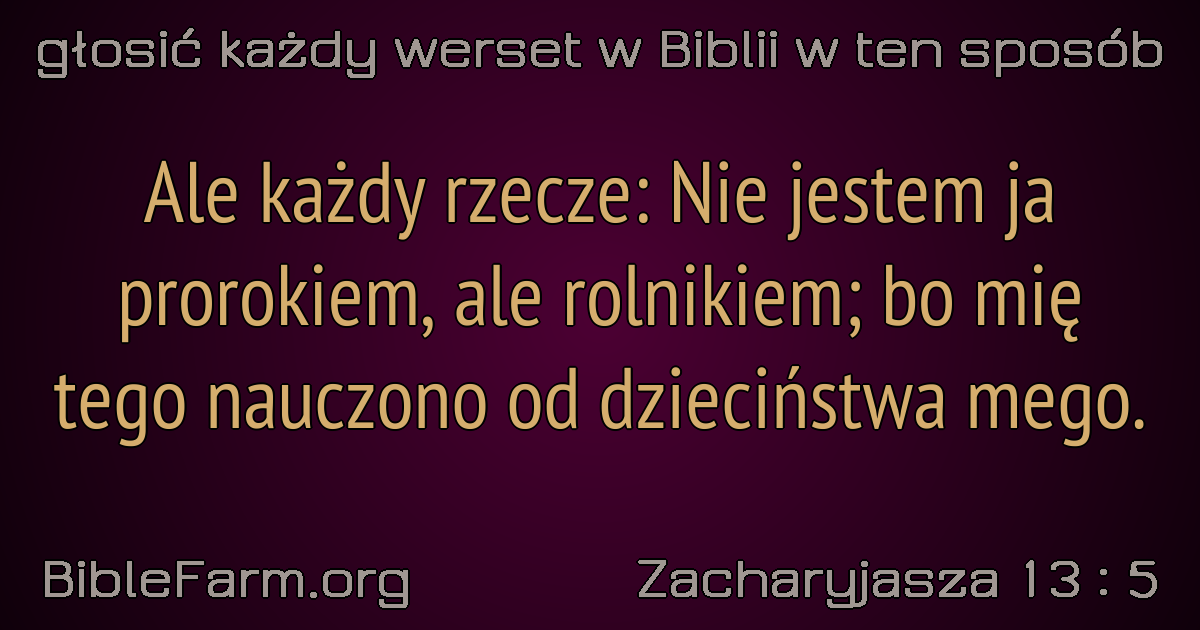 głosić każdy werset w Biblii w ten sposób
Ale każdy rzecze: Nie jestem ja
prorokiem, ale rolnikiem; bo mię
tego nauczono od dzieciństwa mego.
BibleFarm.org
Zacharyjasza 13 : 5